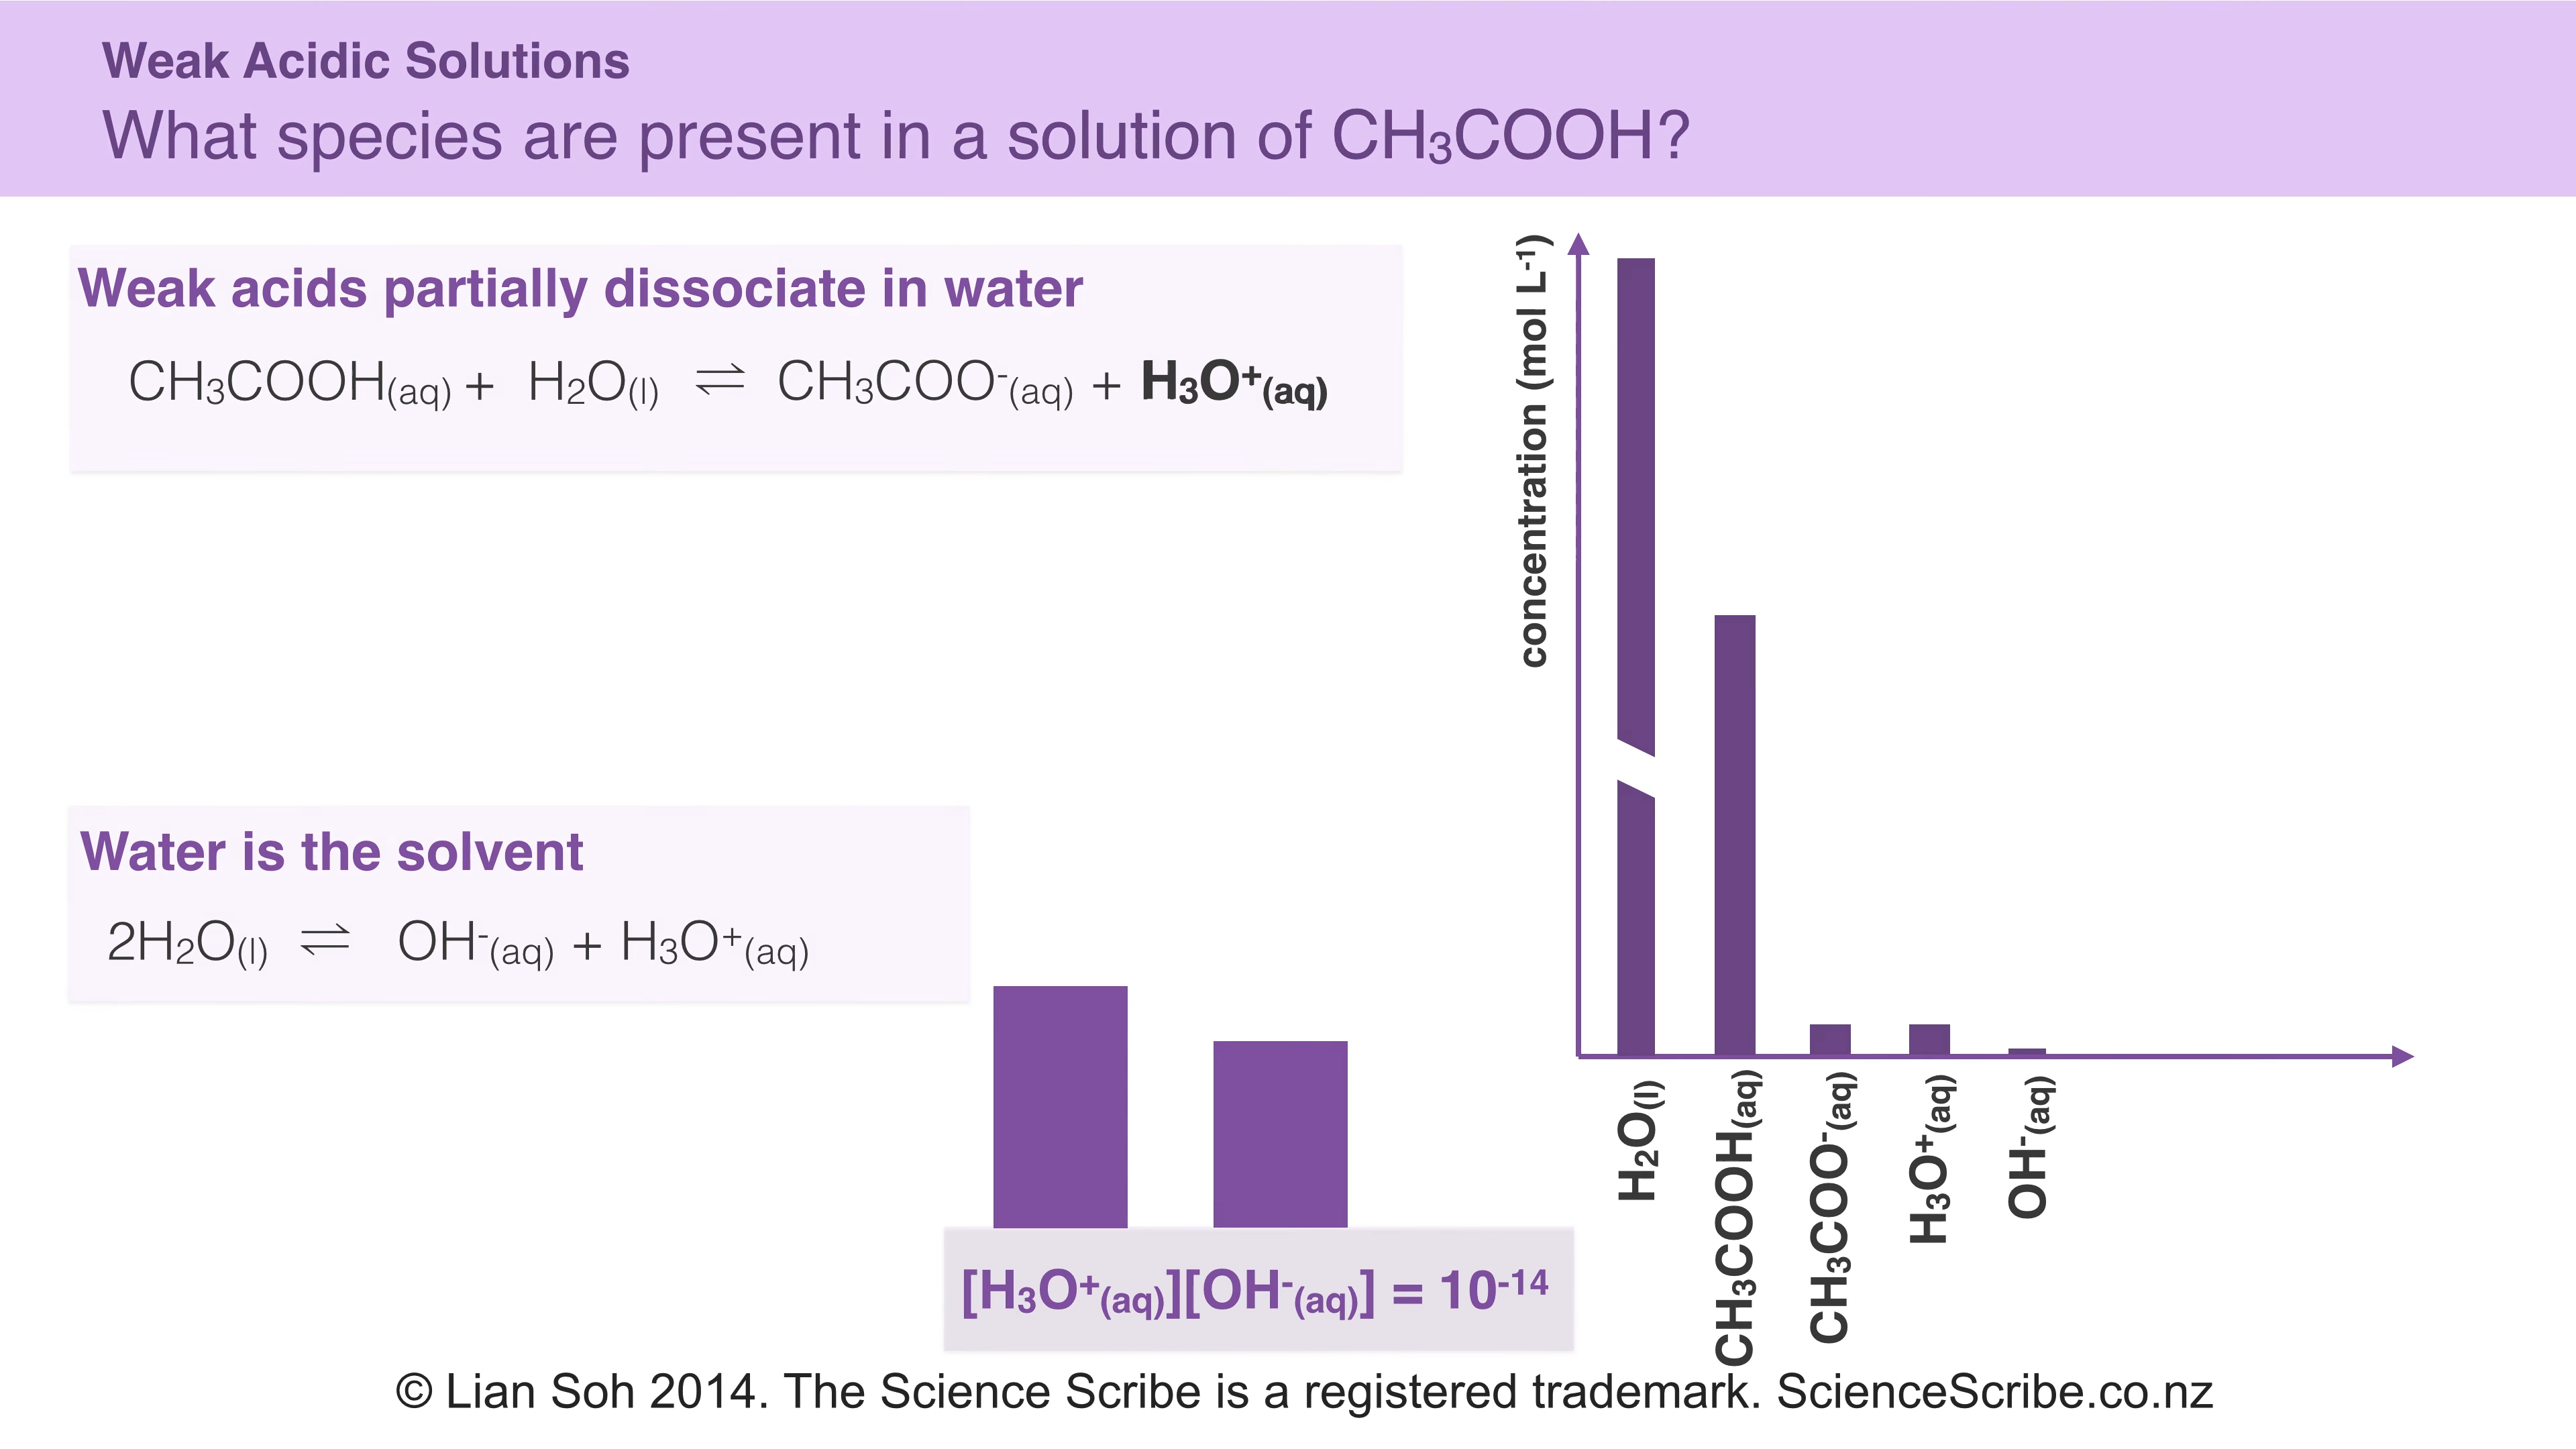 Weak Acidic Solutions
What species are present in a solution of CH₃COOH?
Weak acids partially dissociate in water
CH₃COOH(aq) + H₂O(l) ⇌ CH₃COO⁻(aq) + H₃O⁺(aq)
Water is the solvent
2H₂O(l) ⇌ OH⁻(aq) + H₃O⁺(aq)
[H₃O⁺(aq)][OH⁻(aq)] = 10⁻¹⁴
concentration (mol L⁻¹)
H₂O(l)
CH₃COOH(aq)
CH₃COO⁻(aq)
H₃O⁺(aq)
OH⁻(aq)
© Lian Soh 2014. The Science Scribe is a registered trademark. ScienceScribe.co.nz